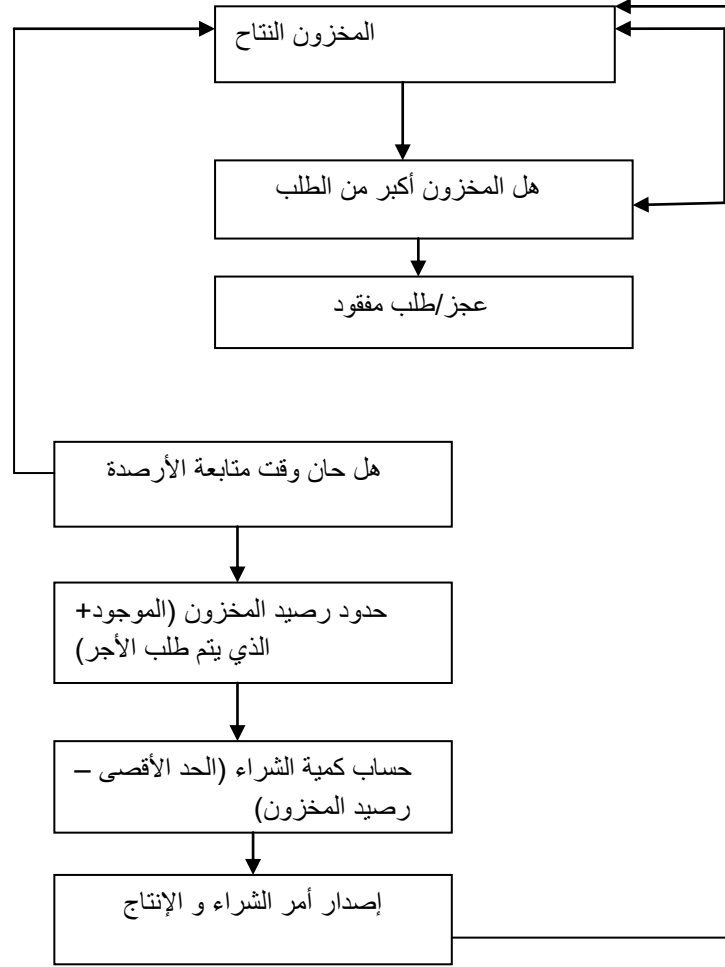 المخزون النتاح
هل المخزون أكبر من الطلب
عجز/طلب مفقود
هل حان وقت متابعة الأرصدة
حدود رصيد المخزون (الموجود+
الذي يتم طلب الأجر)
حساب كمية الشراء (الحد الأقصى –
رصيد المخزون)
إصدار أمر الشراء و الإنتاج